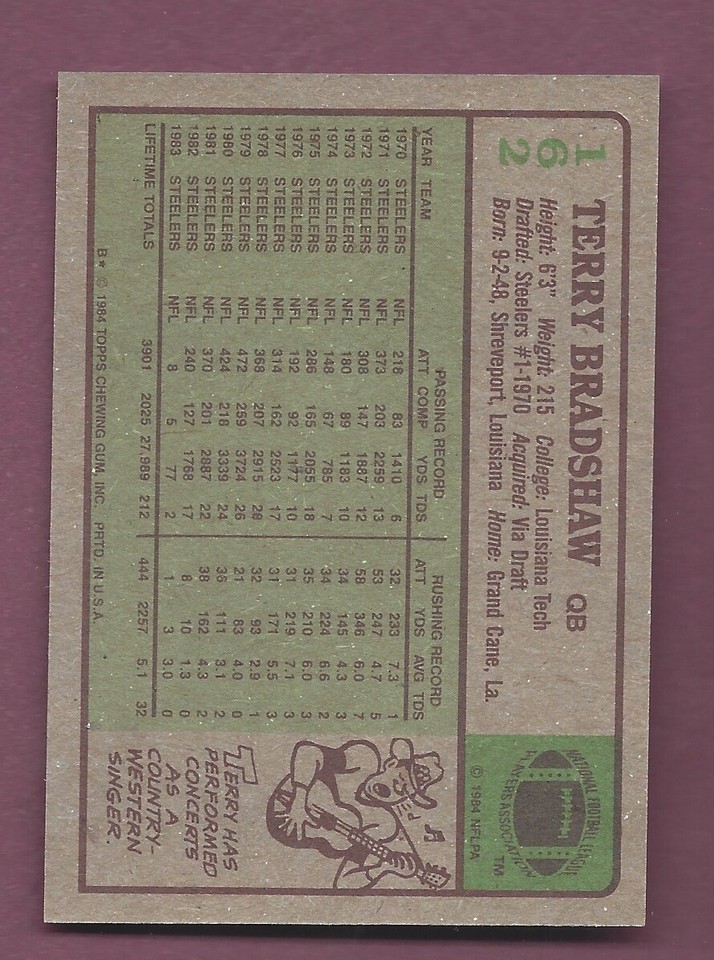 162
TERRY BRADSHAW QB
Height: 6'3" Weight: 215 College: Louisiana Tech
Drafted: Steelers #1-1970 Acquired: Via Draft
Born: 9-2-48, Shreveport, Louisiana Home: Grand Cane, La.
NATIONAL FOOTBALL LEAGUE
PLAYERS ASSOCIATION
TM
© 1984 NFLPA
PASSING RECORD RUSHING RECORD
YEAR TEAM ATT COMP YDS TDS ATT YDS AVG TDS
1970 STEELERS NFL 218 83 1410 6 32 233 7.3 1
1971 STEELERS NFL 373 203 2259 13 53 247 4.7 5
1972 STEELERS NFL 308 147 1887 12 58 346 6.0 7
1973 STEELERS NFL 180 89 1183 10 34 145 4.3 3
1974 STEELERS NFL 148 67 785 7 34 224 6.6 2
1975 STEELERS NFL 286 165 2055 18 35 210 6.0 3
1976 STEELERS NFL 192 92 1177 10 31 219 7.1 3
1977 STEELERS NFL 314 162 2523 17 31 171 5.5 3
1978 STEELERS NFL 368 207 2915 28 32 93 2.9 1
1979 STEELERS NFL 472 259 3724 26 21 83 4.0 0
1980 STEELERS NFL 424 218 3339 24 36 111 3.1 2
1981 STEELERS NFL 370 201 2887 22 38 162 4.3 2
1982 STEELERS NFL 240 127 1768 17 8 10 1.3 0
1983 STEELERS NFL 8 5 77 2 1 3 3.0 0
LIFETIME TOTALS 3901 2025 27,989 212 444 2257 5.1 32
B* © 1984 TOPPS CHEWING GUM, INC. PRTD. IN U.S.A.
TERRY HAS
PERFORMED
CONCERTS
AS A
COUNTRY-
WESTERN
SINGER.